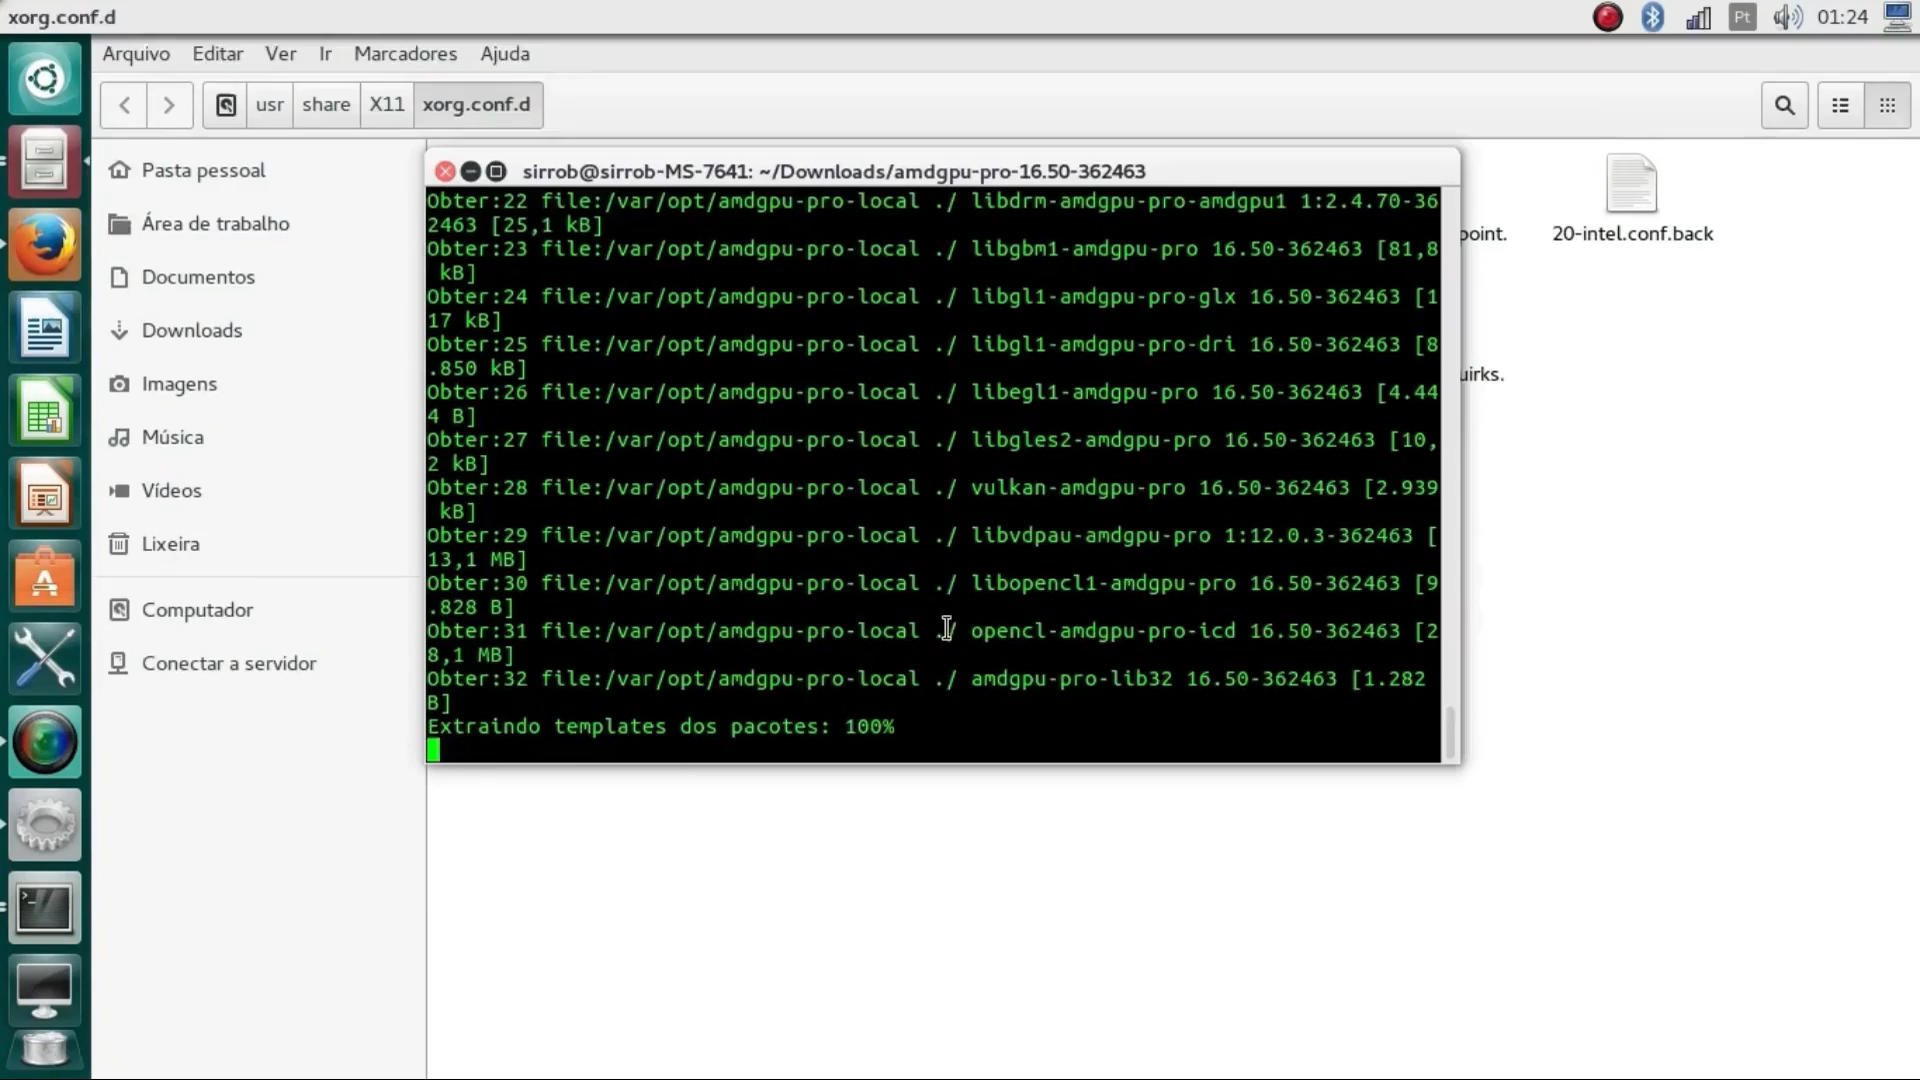 xorg.conf.d
Pt
01:24
Arquivo Editar Ver Ir Marcadores Ajuda
usr share X11 xorg.conf.d
Pasta pessoal
Área de trabalho
Documentos
Downloads
Imagens
Música
Vídeos
Lixeira
Computador
Conectar a servidor
sirrob@sirrob-MS-7641: ~/Downloads/amdgpu-pro-16.50-362463
Obter:22 file:/var/opt/amdgpu-pro-local ./ libdrm-amdgpu-pro-amdgpu1 1:2.4.70-36
2463 [25,1 kB]
Obter:23 file:/var/opt/amdgpu-pro-local ./ libgbm1-amdgpu-pro 16.50-362463 [81,8
kB]
Obter:24 file:/var/opt/amdgpu-pro-local ./ libgl1-amdgpu-pro-glx 16.50-362463 [1
17 kB]
Obter:25 file:/var/opt/amdgpu-pro-local ./ libgl1-amdgpu-pro-dri 16.50-362463 [8
.850 kB]
Obter:26 file:/var/opt/amdgpu-pro-local ./ libegl1-amdgpu-pro 16.50-362463 [4.44
4 B]
Obter:27 file:/var/opt/amdgpu-pro-local ./ libgles2-amdgpu-pro 16.50-362463 [10,
2 kB]
Obter:28 file:/var/opt/amdgpu-pro-local ./ vulkan-amdgpu-pro 16.50-362463 [2.939
kB]
Obter:29 file:/var/opt/amdgpu-pro-local ./ libvdpau-amdgpu-pro 1:12.0.3-362463 [
13,1 MB]
Obter:30 file:/var/opt/amdgpu-pro-local ./ libopencl1-amdgpu-pro 16.50-362463 [9
.828 B]
Obter:31 file:/var/opt/amdgpu-pro-local ./ opencl-amdgpu-pro-icd 16.50-362463 [2
8,1 MB]
Obter:32 file:/var/opt/amdgpu-pro-local ./ amdgpu-pro-lib32 16.50-362463 [1.282
B]
Extraindo templates dos pacotes: 100%
point.
20-intel.conf.back
uirks.